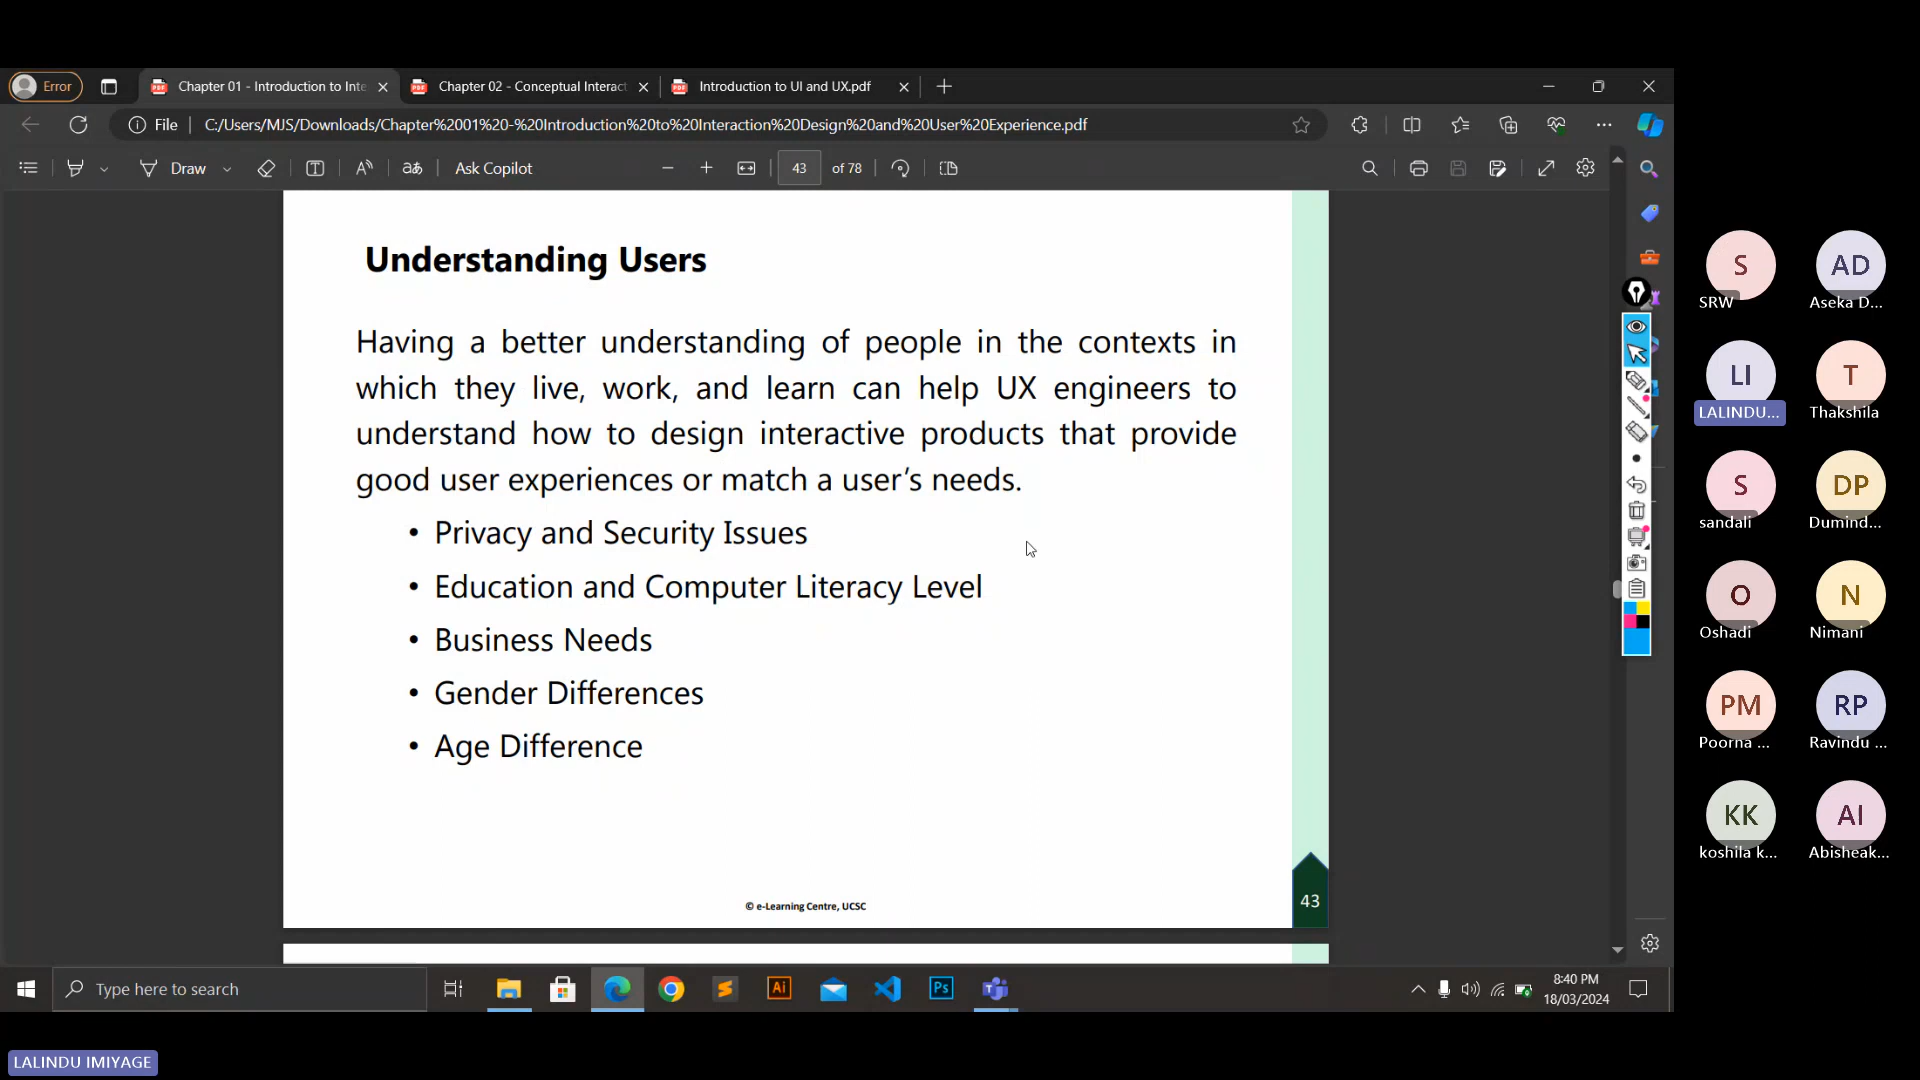 Error
Chapter 01 - Introduction to Inte
Chapter 02 - Conceptual Interact
Introduction to UI and UX.pdf
File
C:/Users/MJS/Downloads/Chapter%2001%20-%20Introduction%20to%20Interaction%20Design%20and%20User%20Experience.pdf
Draw
Ask Copilot
43 of 78
Understanding Users
Having a better understanding of people in the contexts in
which they live, work, and learn can help UX engineers to
understand how to design interactive products that provide
good user experiences or match a user's needs.
• Privacy and Security Issues
• Education and Computer Literacy Level
• Business Needs
• Gender Differences
• Age Difference
© e-Learning Centre, UCSC
43
S
SRW
AD
Aseka D...
LI
LALINDU...
T
Thakshila
S
sandali
DP
Dumind...
O
Oshadi
N
Nimani
PM
Poorna ...
RP
Ravindu ...
KK
koshila k...
AI
Abisheak...
Type here to search
Ai
Ps
8:40 PM
18/03/2024
LALINDU IMIYAGE